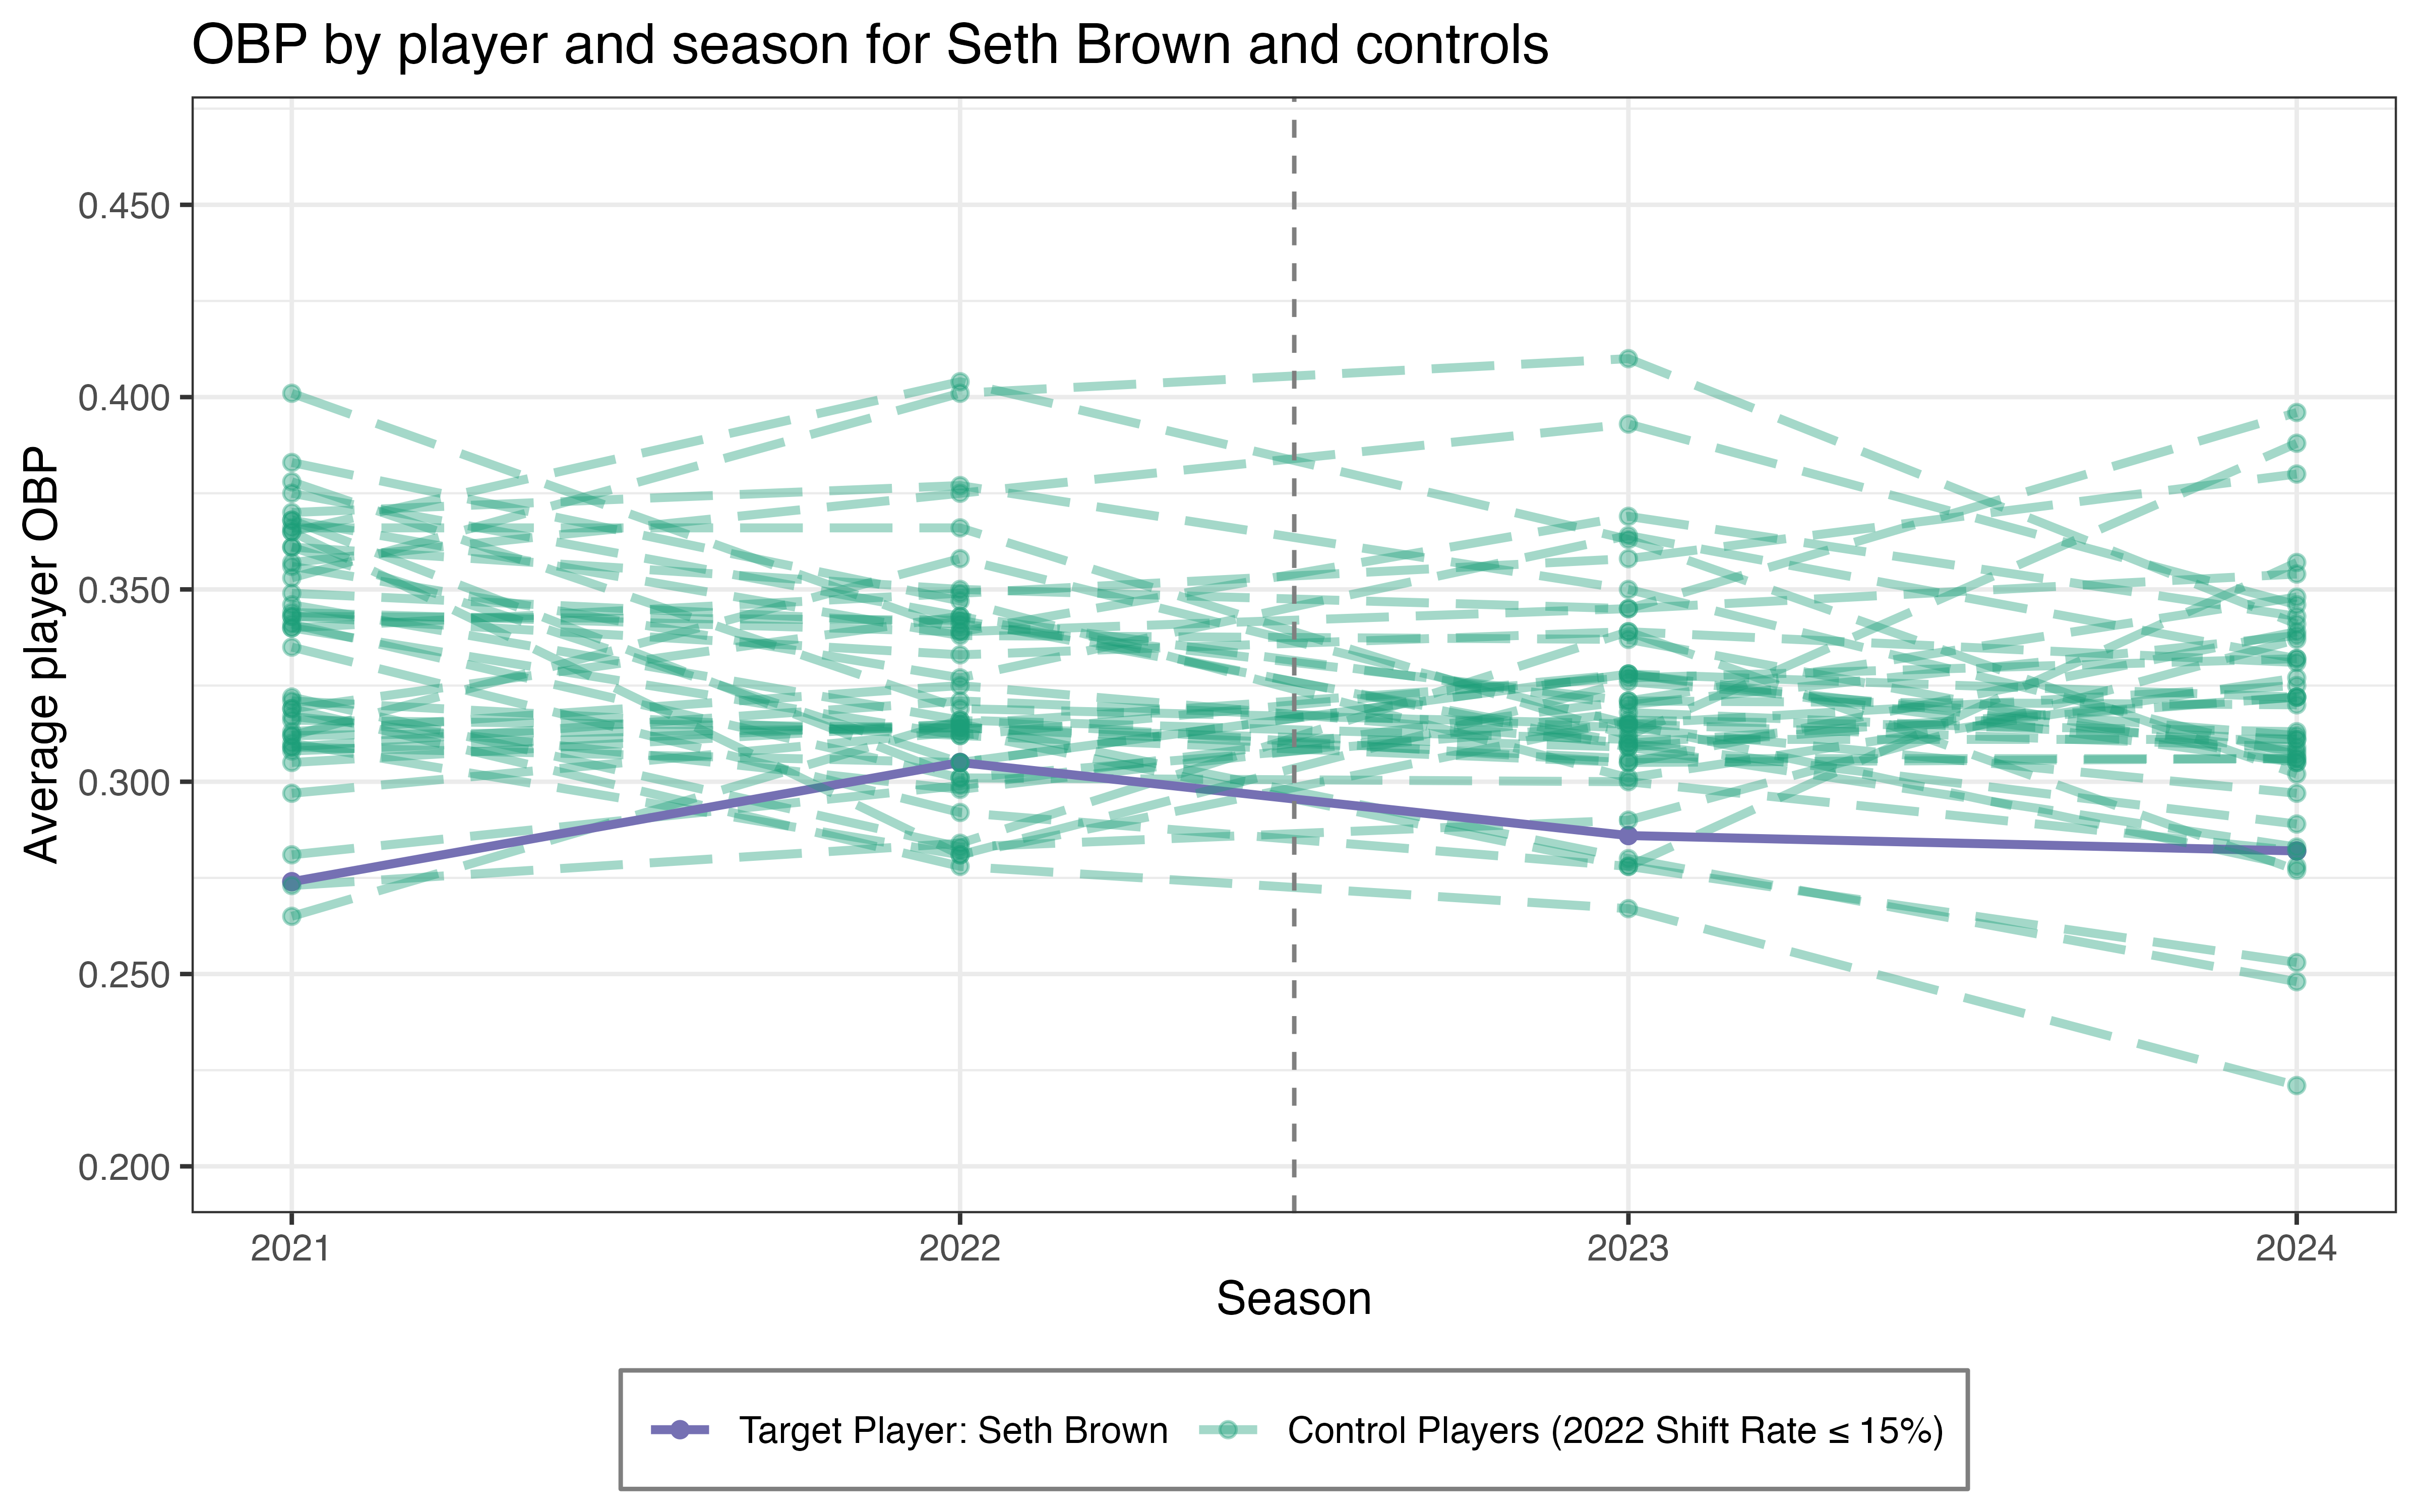 OBP by player and season for Seth Brown and controls
Average player OBP
0.450
0.400
0.350
0.300
0.250
0.200
2021 2022 2023 2024
Season
Target Player: Seth Brown Control Players (2022 Shift Rate ≤ 15%)